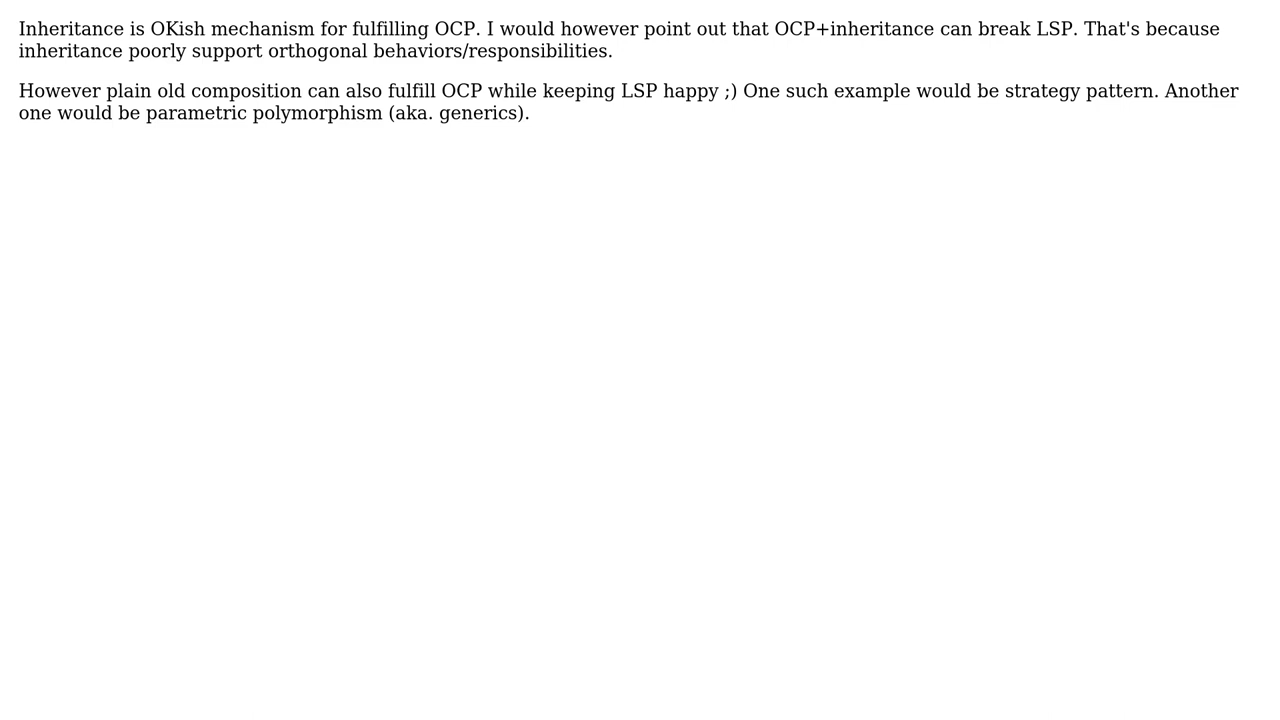 Inheritance is OKish mechanism for fulfilling OCP. I would however point out that OCP+inheritance can break LSP. That's because
inheritance poorly support orthogonal behaviors/responsibilities.
However plain old composition can also fulfill OCP while keeping LSP happy ;) One such example would be strategy pattern. Another
one would be parametric polymorphism (aka. generics).